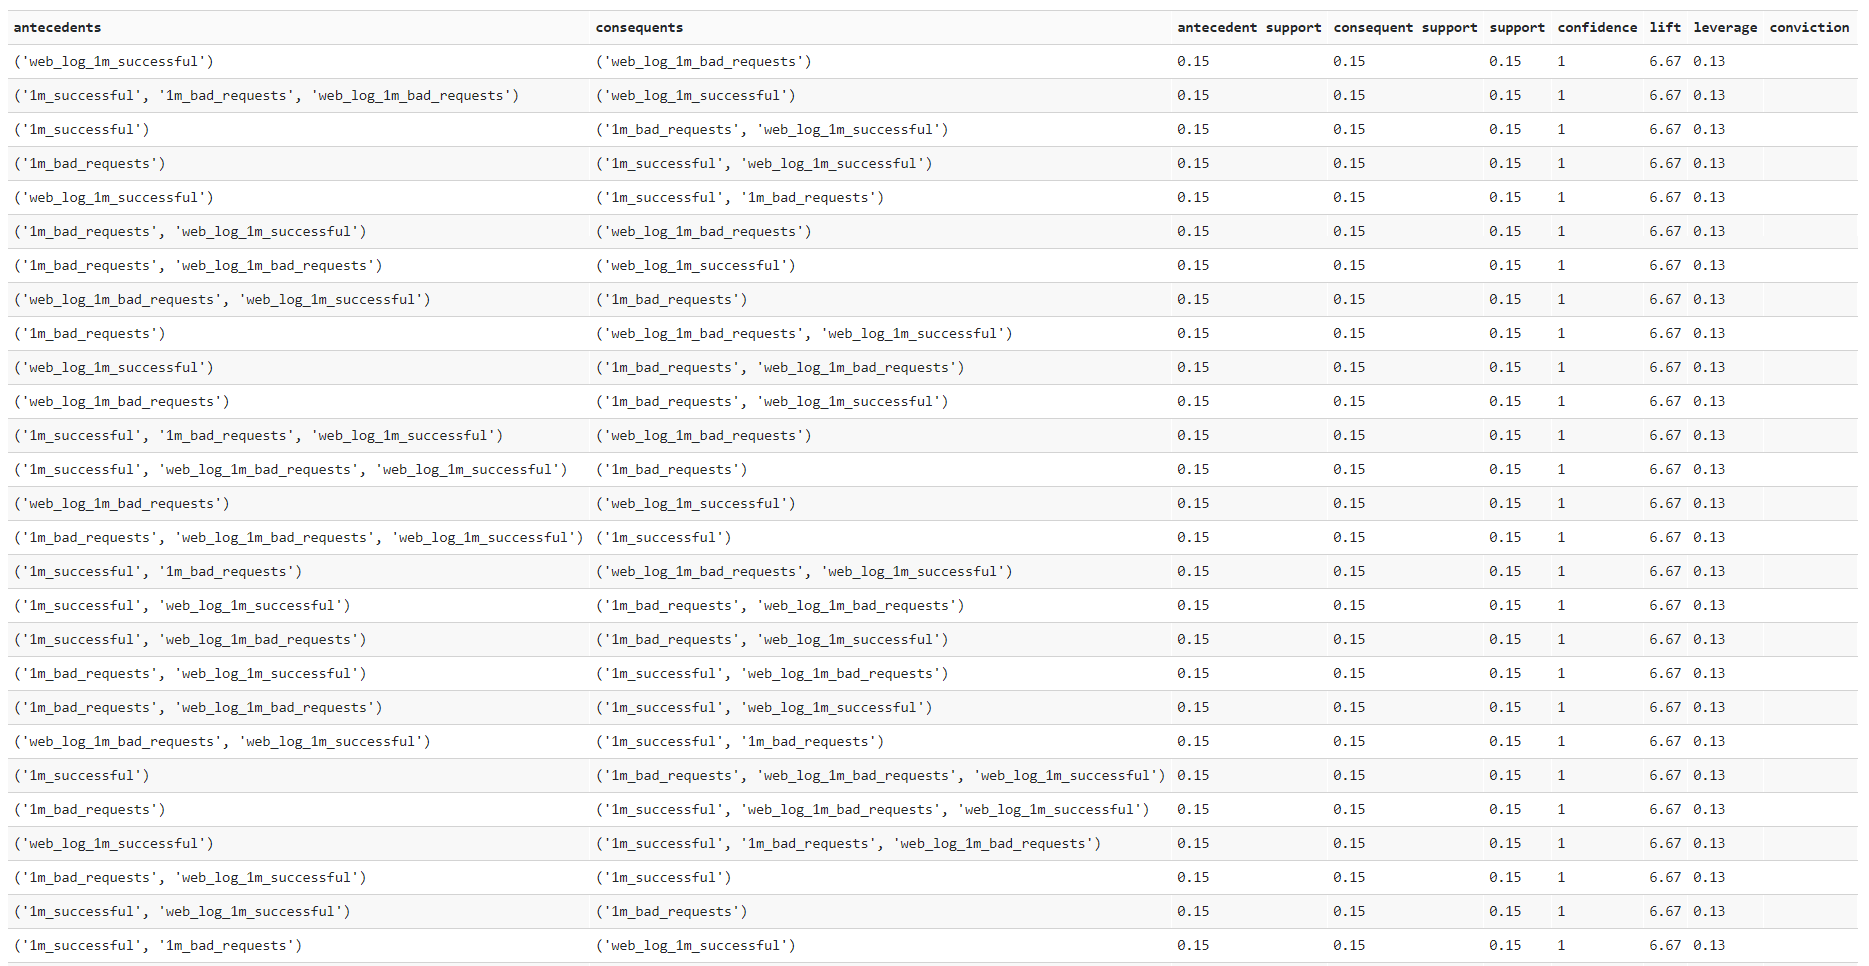 antecedents consequents antecedent support consequent support support confidence lift leverage conviction
('web_log_1m_successful') ('web_log_1m_bad_requests') 0.15 0.15 0.15 1 6.67 0.13
('1m_successful', '1m_bad_requests', 'web_log_1m_bad_requests') ('web_log_1m_successful') 0.15 0.15 0.15 1 6.67 0.13
('1m_successful') ('1m_bad_requests', 'web_log_1m_successful') 0.15 0.15 0.15 1 6.67 0.13
('1m_bad_requests') ('1m_successful', 'web_log_1m_successful') 0.15 0.15 0.15 1 6.67 0.13
('web_log_1m_successful') ('1m_successful', '1m_bad_requests') 0.15 0.15 0.15 1 6.67 0.13
('1m_bad_requests', 'web_log_1m_successful') ('web_log_1m_bad_requests') 0.15 0.15 0.15 1 6.67 0.13
('1m_bad_requests', 'web_log_1m_bad_requests') ('web_log_1m_successful') 0.15 0.15 0.15 1 6.67 0.13
('web_log_1m_bad_requests', 'web_log_1m_successful') ('1m_bad_requests') 0.15 0.15 0.15 1 6.67 0.13
('1m_bad_requests') ('web_log_1m_bad_requests', 'web_log_1m_successful') 0.15 0.15 0.15 1 6.67 0.13
('web_log_1m_successful') ('1m_bad_requests', 'web_log_1m_bad_requests') 0.15 0.15 0.15 1 6.67 0.13
('web_log_1m_bad_requests') ('1m_bad_requests', 'web_log_1m_successful') 0.15 0.15 0.15 1 6.67 0.13
('1m_successful', '1m_bad_requests', 'web_log_1m_successful') ('web_log_1m_bad_requests') 0.15 0.15 0.15 1 6.67 0.13
('1m_successful', 'web_log_1m_bad_requests', 'web_log_1m_successful') ('1m_bad_requests') 0.15 0.15 0.15 1 6.67 0.13
('web_log_1m_bad_requests') ('web_log_1m_successful') 0.15 0.15 0.15 1 6.67 0.13
('1m_bad_requests', 'web_log_1m_bad_requests', 'web_log_1m_successful') ('1m_successful') 0.15 0.15 0.15 1 6.67 0.13
('1m_successful', '1m_bad_requests') ('web_log_1m_bad_requests', 'web_log_1m_successful') 0.15 0.15 0.15 1 6.67 0.13
('1m_successful', 'web_log_1m_successful') ('1m_bad_requests', 'web_log_1m_bad_requests') 0.15 0.15 0.15 1 6.67 0.13
('1m_successful', 'web_log_1m_bad_requests') ('1m_bad_requests', 'web_log_1m_successful') 0.15 0.15 0.15 1 6.67 0.13
('1m_bad_requests', 'web_log_1m_successful') ('1m_successful', 'web_log_1m_bad_requests') 0.15 0.15 0.15 1 6.67 0.13
('1m_bad_requests', 'web_log_1m_bad_requests') ('1m_successful', 'web_log_1m_successful') 0.15 0.15 0.15 1 6.67 0.13
('web_log_1m_bad_requests', 'web_log_1m_successful') ('1m_successful', '1m_bad_requests') 0.15 0.15 0.15 1 6.67 0.13
('1m_successful') ('1m_bad_requests', 'web_log_1m_bad_requests', 'web_log_1m_successful') 0.15 0.15 0.15 1 6.67 0.13
('1m_bad_requests') ('1m_successful', 'web_log_1m_bad_requests', 'web_log_1m_successful') 0.15 0.15 0.15 1 6.67 0.13
('web_log_1m_successful') ('1m_successful', '1m_bad_requests', 'web_log_1m_bad_requests') 0.15 0.15 0.15 1 6.67 0.13
('1m_bad_requests', 'web_log_1m_successful') ('1m_successful') 0.15 0.15 0.15 1 6.67 0.13
('1m_successful', 'web_log_1m_successful') ('1m_bad_requests') 0.15 0.15 0.15 1 6.67 0.13
('1m_successful', '1m_bad_requests') ('web_log_1m_successful') 0.15 0.15 0.15 1 6.67 0.13